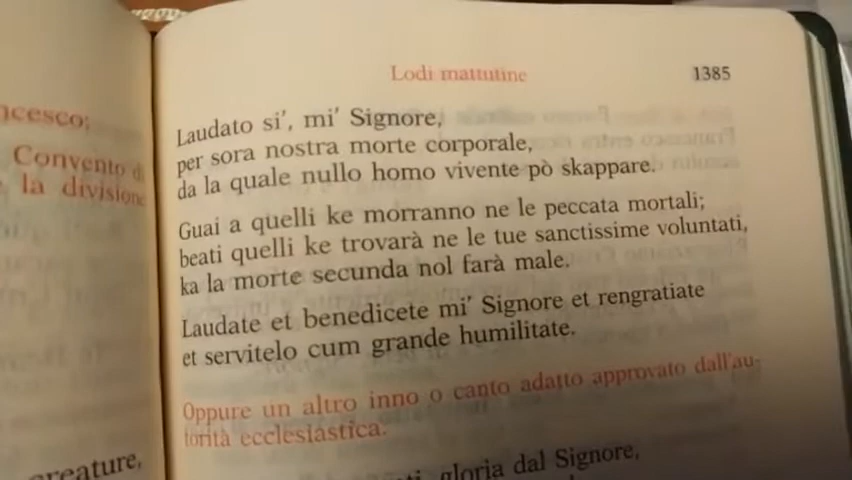 ncesco;
Convento di
la divisione
creature,
Lodi mattutine 1385
Laudato si', mi' Signore,
per sora nostra morte corporale,
da la quale nullo homo vivente pò skappare.
Guai a quelli ke morranno ne le peccata mortali;
beati quelli ke trovarà ne le tue sanctissime voluntati,
ka la morte secunda nol farà male.
Laudate et benedicete mi' Signore et rengratiate
et servitelo cum grande humilitate.
Oppure un altro inno o canto adatto approvato dall'au-
torità ecclesiastica.
gloria dal Signore,